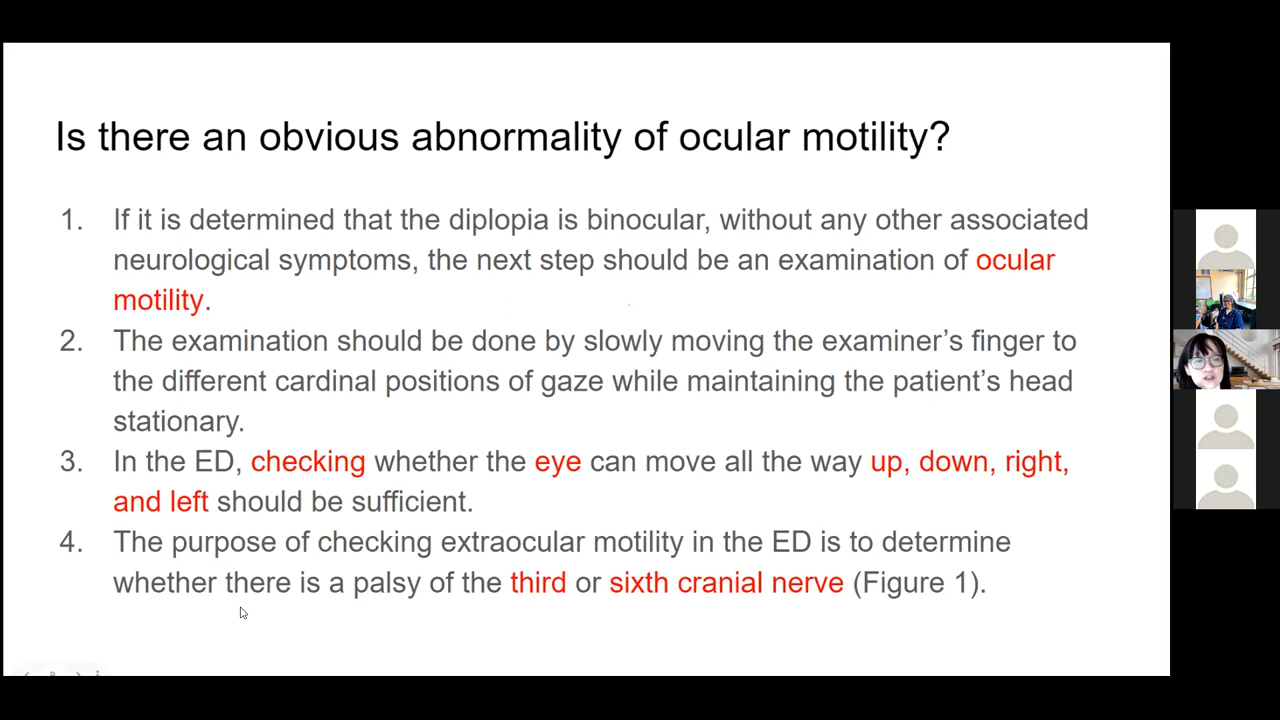 Is there an obvious abnormality of ocular motility?
1. If it is determined that the diplopia is binocular, without any other associated
neurological symptoms, the next step should be an examination of ocular
motility.
2. The examination should be done by slowly moving the examiner’s finger to
the different cardinal positions of gaze while maintaining the patient’s head
stationary.
3. In the ED, checking whether the eye can move all the way up, down, right,
and left should be sufficient.
4. The purpose of checking extraocular motility in the ED is to determine
whether there is a palsy of the third or sixth cranial nerve (Figure 1).